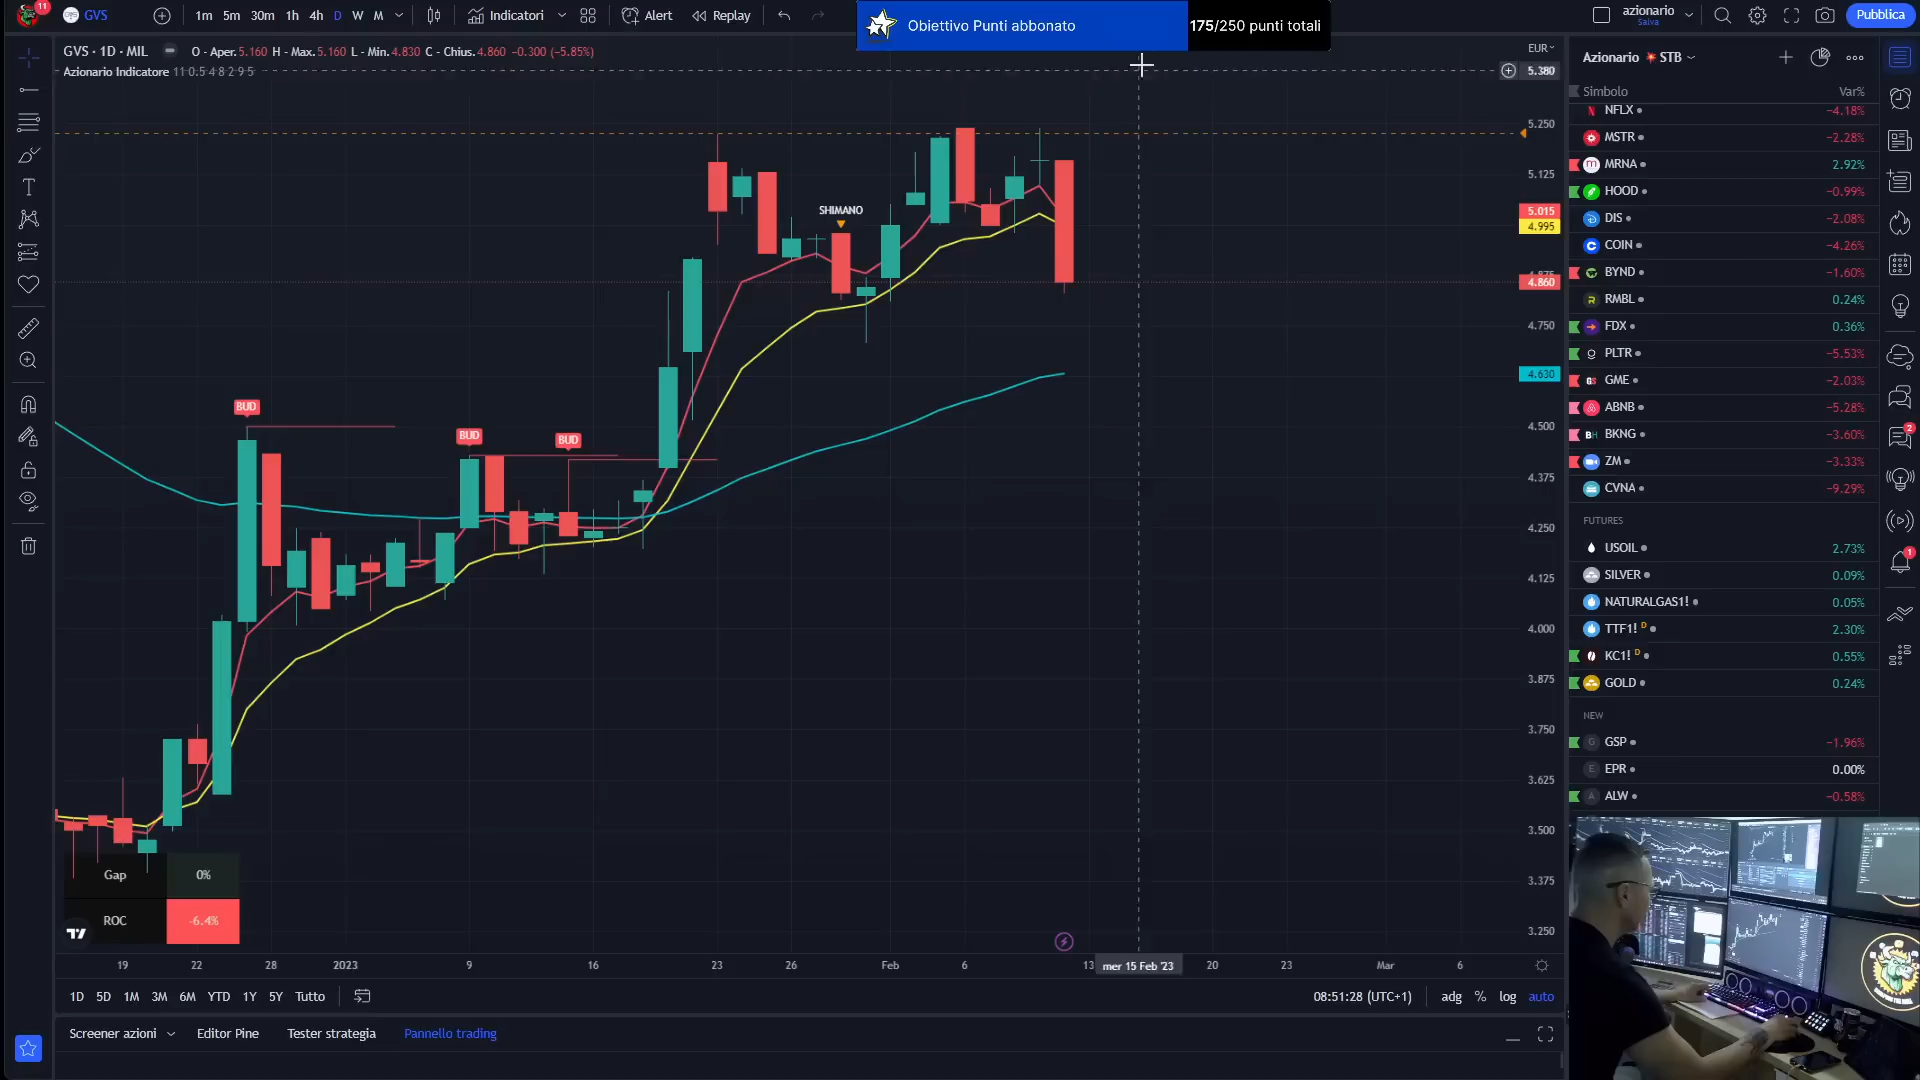 11
GVS
1m 5m 30m 1h 4h D W M
Indicatori
Alert
Replay
Obiettivo Punti abbonato
175/250 punti totali
azionario
Salva
Pubblica
GVS · 1D · MIL
O - Aper.5.160 H - Max.5.160 L - Min.4.830 C - Chius.4.860 -0.300 (-5.85%)
Azionario Indicatore 11 0.5 4 8 2 9 5
EUR
5.380
5.250
5.125
5.015
4.995
4.875
4.860
4.750
4.630
4.500
4.375
4.250
4.125
4.000
3.875
3.750
3.625
3.500
3.375
3.250
SHIMANO
BUD
BUD
BUD
Gap 0%
ROC -6.4%
19 22 28 2023 9 16 23 26 Feb 6 13 mer 15 Feb '23 20 23 Mar 6
1D 5D 1M 3M 6M YTD 1Y 5Y Tutto
08:51:28 (UTC+1)
adg % log auto
Screener azioni
Editor Pine
Tester strategia
Pannello trading
Azionario STB
Simbolo Var%
NFLX -4.18%
MSTR -2.28%
MRNA 2.92%
HOOD -0.99%
DIS -2.08%
COIN -4.26%
BYND -1.60%
RMBL 0.24%
FDX 0.36%
PLTR -5.53%
GME -2.03%
ABNB -5.28%
BKNG -3.60%
ZM -3.33%
CVNA -9.29%
FUTURES
USOIL 2.73%
SILVER 0.09%
NATURALGAS1! 0.05%
TTF1! D 2.30%
KC1! D 0.55%
GOLD 0.24%
NEW
G GSP -1.96%
E EPR 0.00%
A ALW -0.58%
2
1